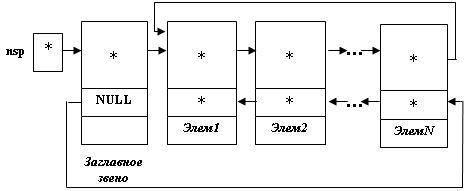 nsp * * * * ... *
NULL * * ... *
Элем1 Элем2 ЭлемN
Заглавное
звено